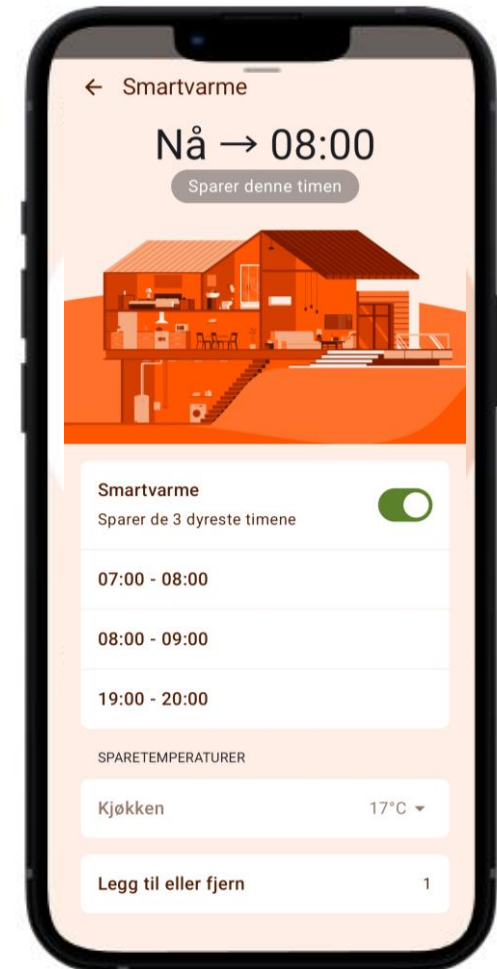 ← Smartvarme
Nå → 08:00
Sparer denne timen
Smartvarme
Sparer de 3 dyreste timene
07:00 - 08:00
08:00 - 09:00
19:00 - 20:00
SPARETEMPERATURER
Kjøkken 17°C
Legg til eller fjern 1